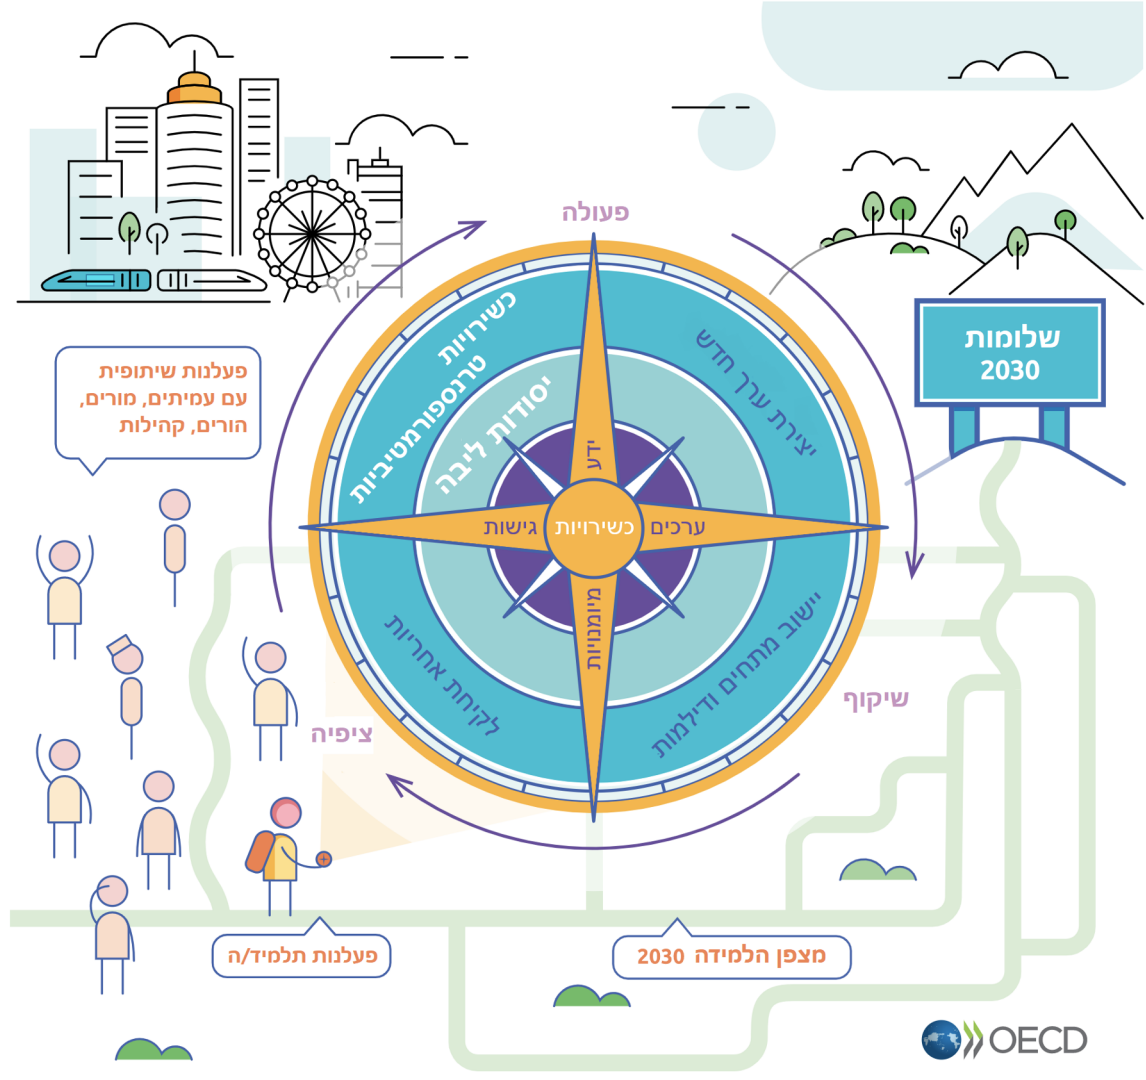 פעולה
שלומות
2030
פעלנות שיתופית
עם עמיתים, מורים,
הורים, קהילות
כשירויות
טרנספורמטיביות
יצירת ערך חדש
יסודות ליבה
ידע
ערכים
כשירויות
גישות
מיומנויות
יישוב מתחים ודילמות
לקיחת אחריות
שיקוף
ציפיה
פעלנות תלמיד/ה
מצפן הלמידה 2030
OECD